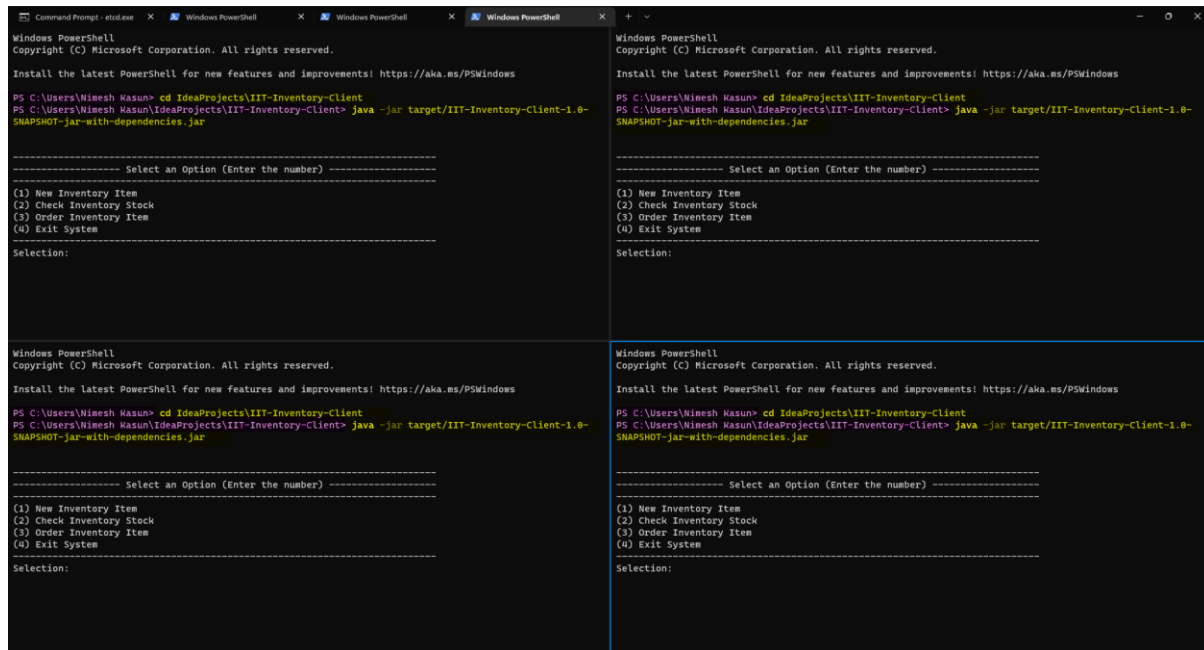 Command Prompt - etcd.exe Windows PowerShell Windows PowerShell Windows PowerShell
Windows PowerShell
Copyright (C) Microsoft Corporation. All rights reserved.
Install the latest PowerShell for new features and improvements! https://aka.ms/PSWindows
PS C:\Users\Nimesh Kasun> cd IdeaProjects\IIT-Inventory-Client
PS C:\Users\Nimesh Kasun\IdeaProjects\IIT-Inventory-Client> java -jar target/IIT-Inventory-Client-1.0-
SNAPSHOT-jar-with-dependencies.jar
---------------------------------------------------------------------------
------------------- Select an Option (Enter the number) -------------------
---------------------------------------------------------------------------
(1) New Inventory Item
(2) Check Inventory Stock
(3) Order Inventory Item
(4) Exit System
---------------------------------------------------------------------------
Selection:
Windows PowerShell
Copyright (C) Microsoft Corporation. All rights reserved.
Install the latest PowerShell for new features and improvements! https://aka.ms/PSWindows
PS C:\Users\Nimesh Kasun> cd IdeaProjects\IIT-Inventory-Client
PS C:\Users\Nimesh Kasun\IdeaProjects\IIT-Inventory-Client> java -jar target/IIT-Inventory-Client-1.0-
SNAPSHOT-jar-with-dependencies.jar
---------------------------------------------------------------------------
------------------- Select an Option (Enter the number) -------------------
---------------------------------------------------------------------------
(1) New Inventory Item
(2) Check Inventory Stock
(3) Order Inventory Item
(4) Exit System
---------------------------------------------------------------------------
Selection:
Windows PowerShell
Copyright (C) Microsoft Corporation. All rights reserved.
Install the latest PowerShell for new features and improvements! https://aka.ms/PSWindows
PS C:\Users\Nimesh Kasun> cd IdeaProjects\IIT-Inventory-Client
PS C:\Users\Nimesh Kasun\IdeaProjects\IIT-Inventory-Client> java -jar target/IIT-Inventory-Client-1.0-
SNAPSHOT-jar-with-dependencies.jar
---------------------------------------------------------------------------
------------------- Select an Option (Enter the number) -------------------
---------------------------------------------------------------------------
(1) New Inventory Item
(2) Check Inventory Stock
(3) Order Inventory Item
(4) Exit System
---------------------------------------------------------------------------
Selection:
Windows PowerShell
Copyright (C) Microsoft Corporation. All rights reserved.
Install the latest PowerShell for new features and improvements! https://aka.ms/PSWindows
PS C:\Users\Nimesh Kasun> cd IdeaProjects\IIT-Inventory-Client
PS C:\Users\Nimesh Kasun\IdeaProjects\IIT-Inventory-Client> java -jar target/IIT-Inventory-Client-1.0-
SNAPSHOT-jar-with-dependencies.jar
---------------------------------------------------------------------------
------------------- Select an Option (Enter the number) -------------------
---------------------------------------------------------------------------
(1) New Inventory Item
(2) Check Inventory Stock
(3) Order Inventory Item
(4) Exit System
---------------------------------------------------------------------------
Selection: